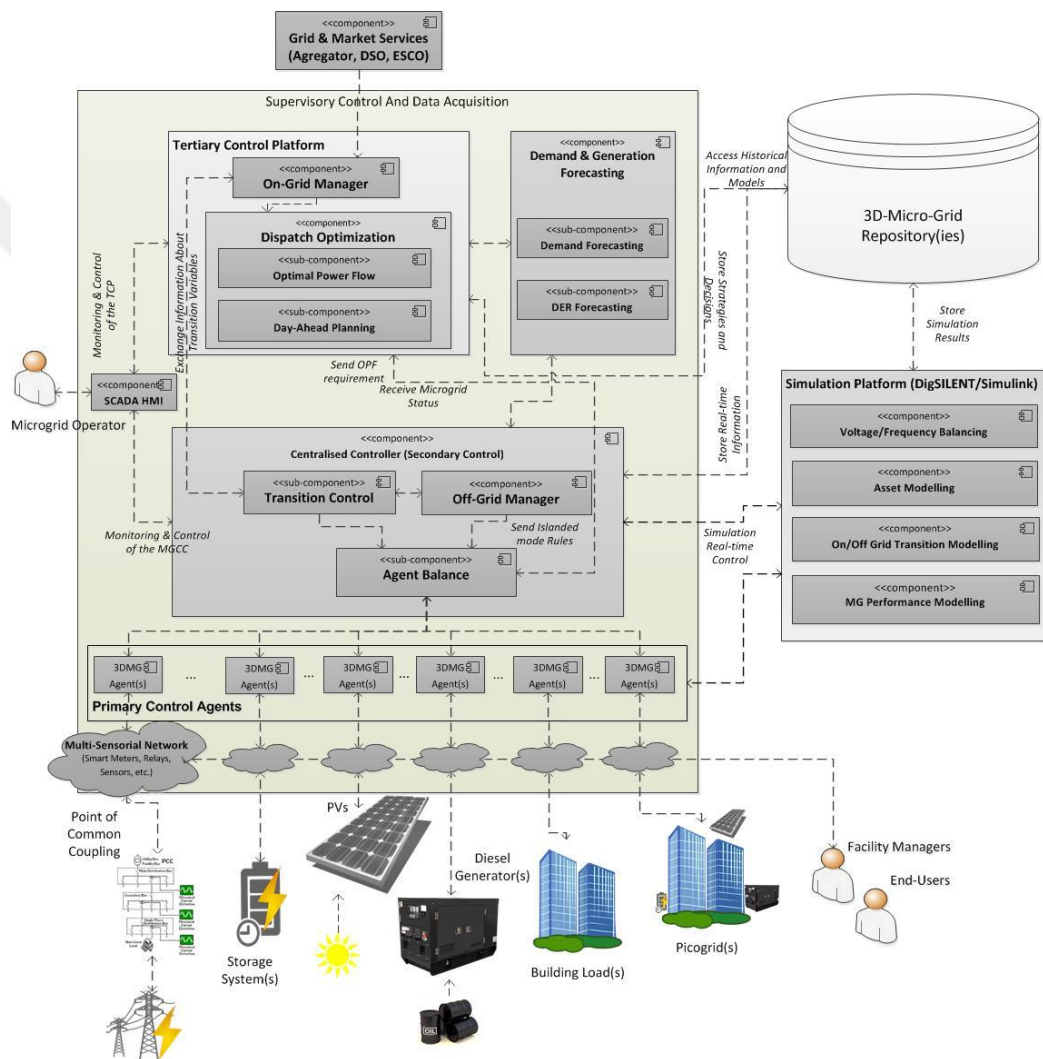 <<component>>
Grid & Market Services
(Agregator, DSO, ESCO)
Supervisory Control And Data Acquisition
Tertiary Control Platform
<<component>>
On-Grid Manager
<<component>>
Dispatch Optimization
<<sub-component>>
Optimal Power Flow
<<sub-component>>
Day-Ahead Planning
<<component>>
Demand & Generation
Forecasting
<<sub-component>>
Demand Forecasting
<<sub-component>>
DER Forecasting
Access Historical
Information and
Models
3D-Micro-Grid
Repository(ies)
Monitoring & Control
of the TCP
Exchange Information About
Transition Variables
Store Strategies and
Decisions
Store Real-time
Information
Store
Simulation
Results
Send OPF
requirement
Receive Microgrid
Status
<<component>>
SCADA HMI
Microgrid Operator
Simulation Platform (DigSILENT/Simulink)
<<component>>
Voltage/Frequency Balancing
<<component>>
Asset Modelling
<<component>>
On/Off Grid Transition Modelling
<<component>>
MG Performance Modelling
<<component>>
Centralised Controller (Secondary Control)
<<sub-component>>
Transition Control
<<component>>
Off-Grid Manager
Monitoring & Control
of the MGCC
Send Islanded
mode Rules
Simulation
Real-time
Control
<<sub-component>>
Agent Balance
3DMG
Agent(s)
...
3DMG
Agent(s)
...
3DMG
Agent(s)
...
3DMG
Agent(s)
...
3DMG
Agent(s)
...
3DMG
Agent(s)
Primary Control Agents
Multi-Sensorial Network
(Smart Meters, Relays,
Sensors, etc.)
Point of
Common
Coupling
PVs
Diesel
Generator(s)
Facility Managers
End-Users
PCC
Storage
System(s)
Building Load(s)
Picogrid(s)
OIL